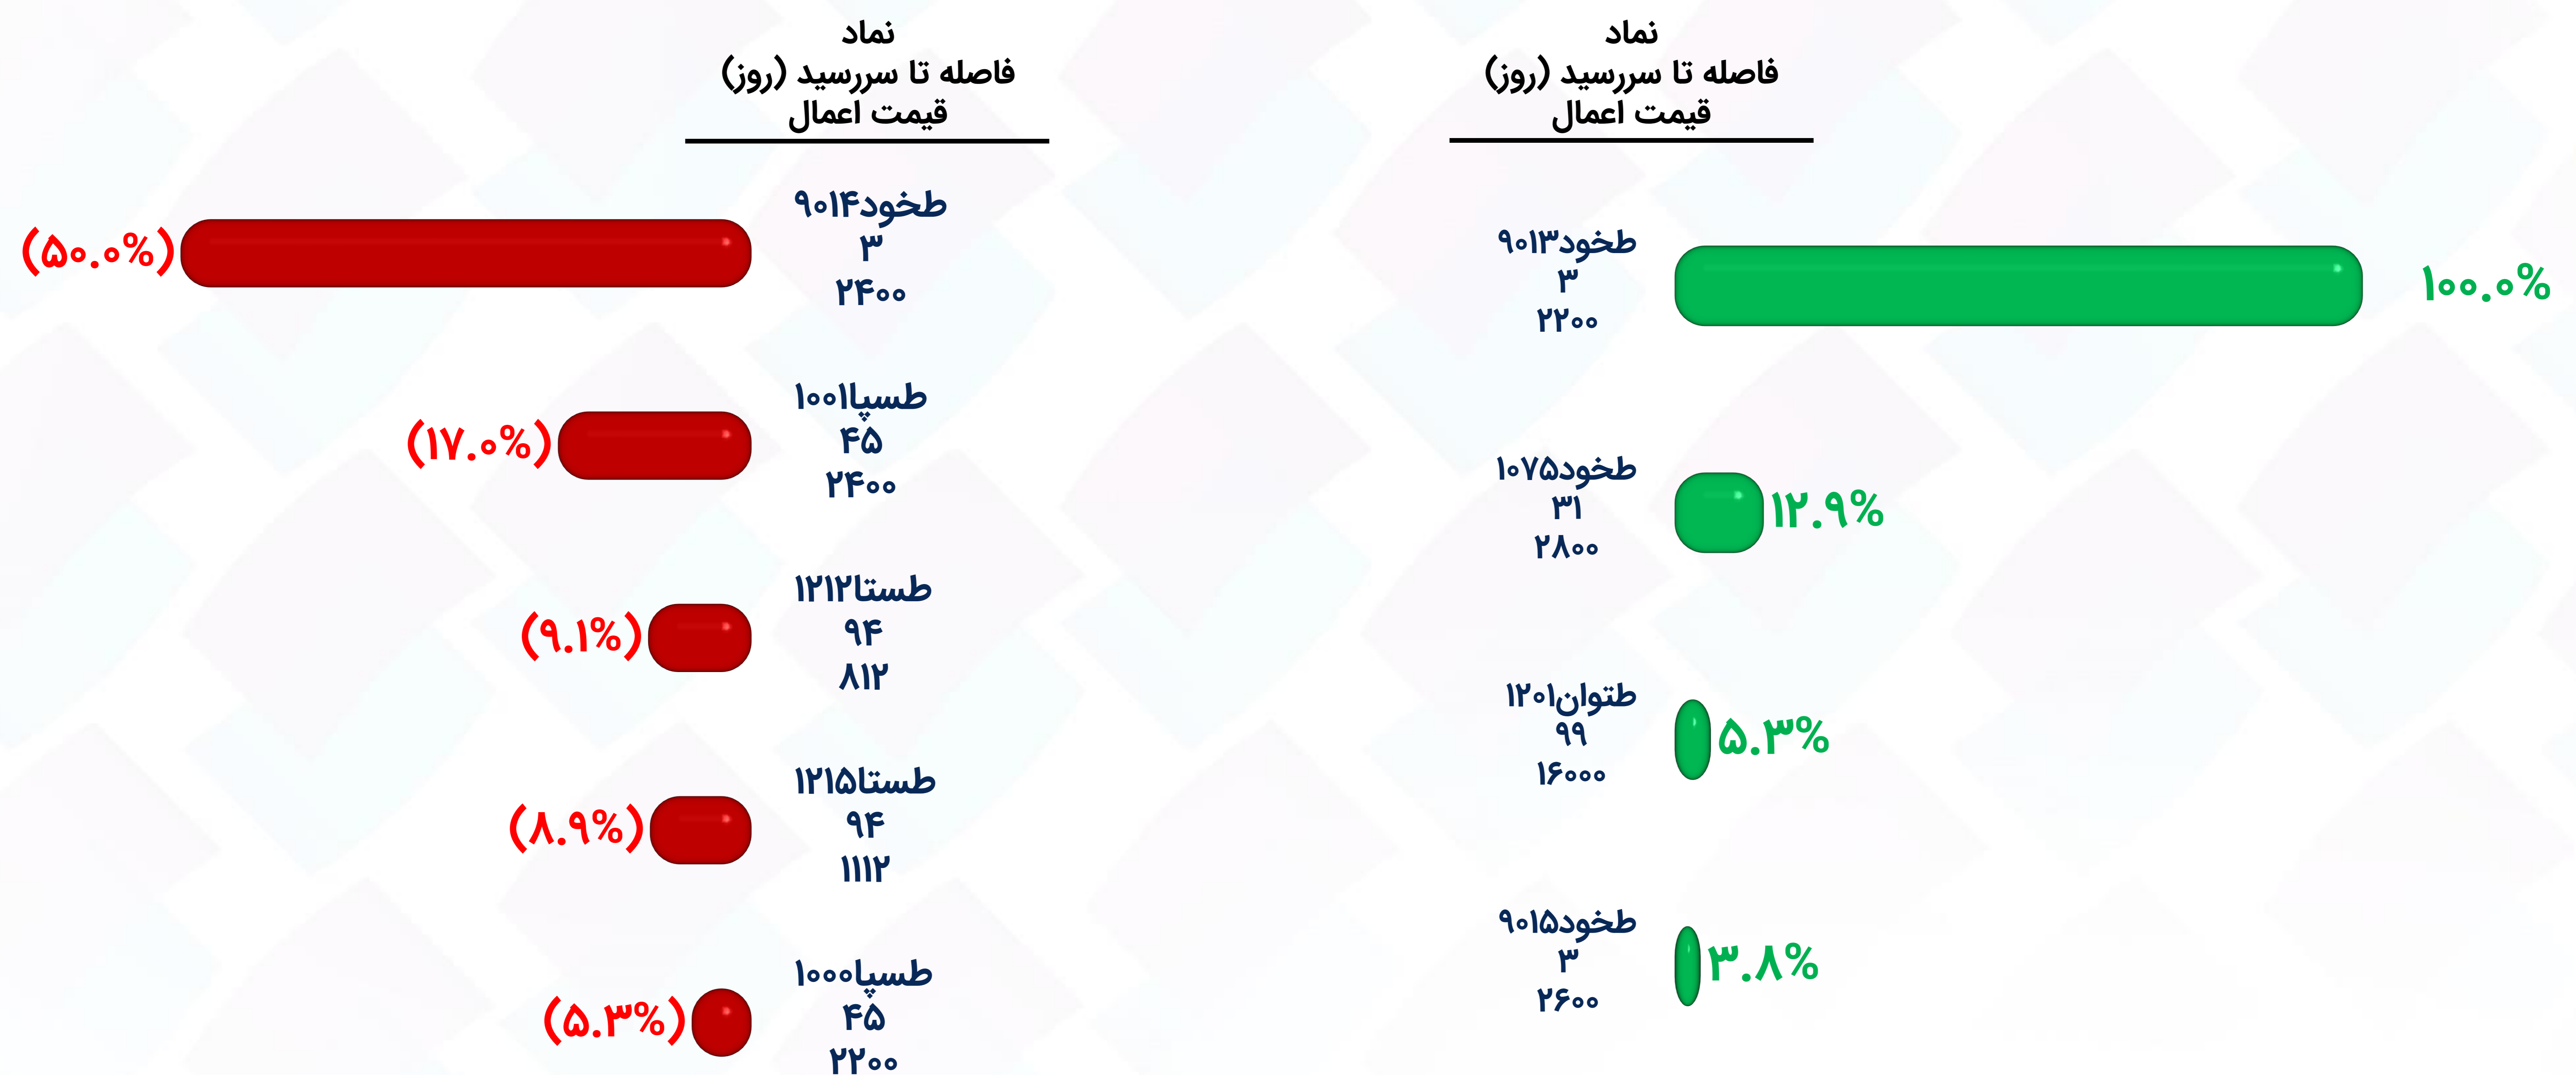 نماد
فاصله تا سررسید (روز)
قیمت اعمال
طخود۹۰۱۳
۳
۲۲۰۰
۱۰۰.۰%
طخود۱۰۷۵
۳۱
۲۸۰۰
۱۲.۹%
طتوان۱۲۰۱
۹۹
۱۶۰۰۰
۵.۳%
طخود۹۰۱۵
۳
۲۶۰۰
۳.۸%
نماد
فاصله تا سررسید (روز)
قیمت اعمال
طخود۹۰۱۴
۳
۲۴۰۰
(۵۰.۰%)
طسپا۱۰۰۱
۴۵
۲۴۰۰
(۱۷.۰%)
طستا۱۲۱۲
۹۴
۸۱۲
(۹.۱%)
طستا۱۲۱۵
۹۴
۱۱۱۲
(۸.۹%)
طسپا۱۰۰۰
۴۵
۲۲۰۰
(۵.۳%)